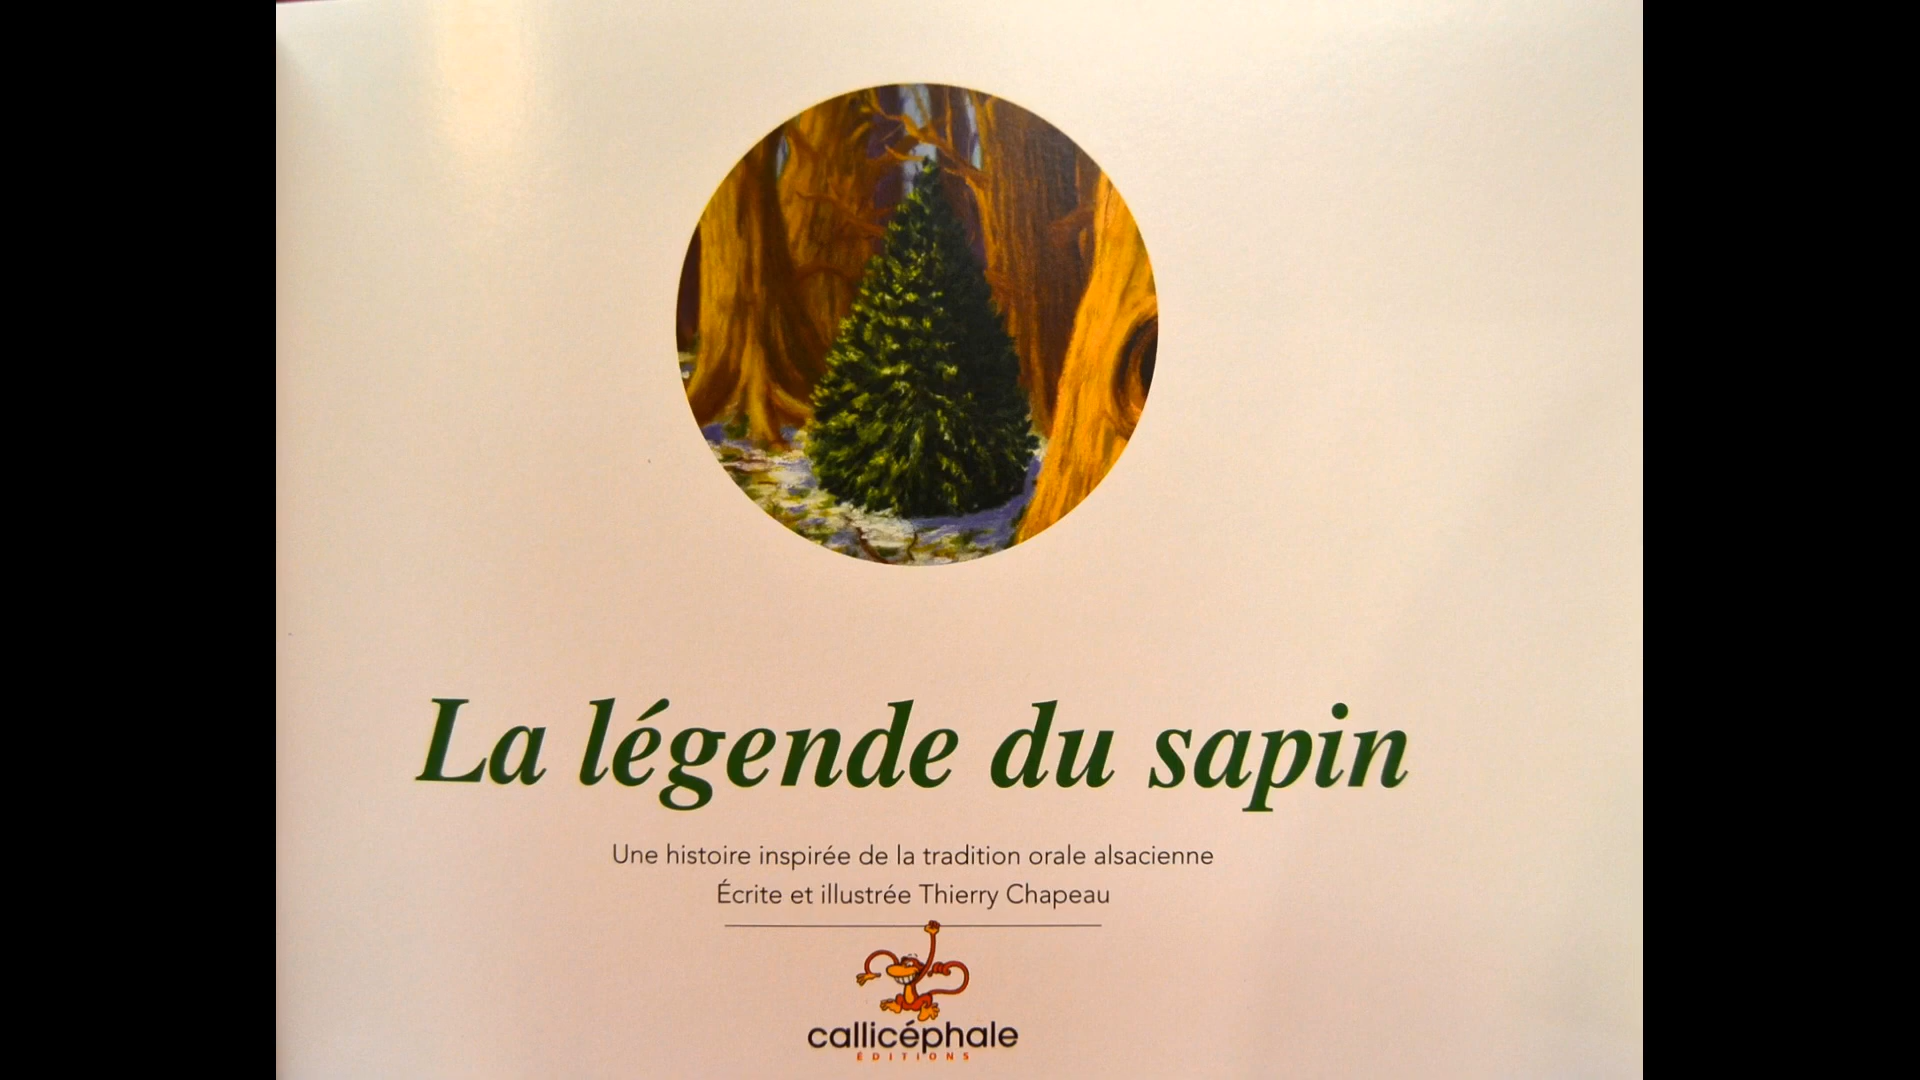 La légende du sapin
Une histoire inspirée de la tradition orale alsacienne
Écrite et illustrée Thierry Chapeau
callicéphale
ÉDITIONS